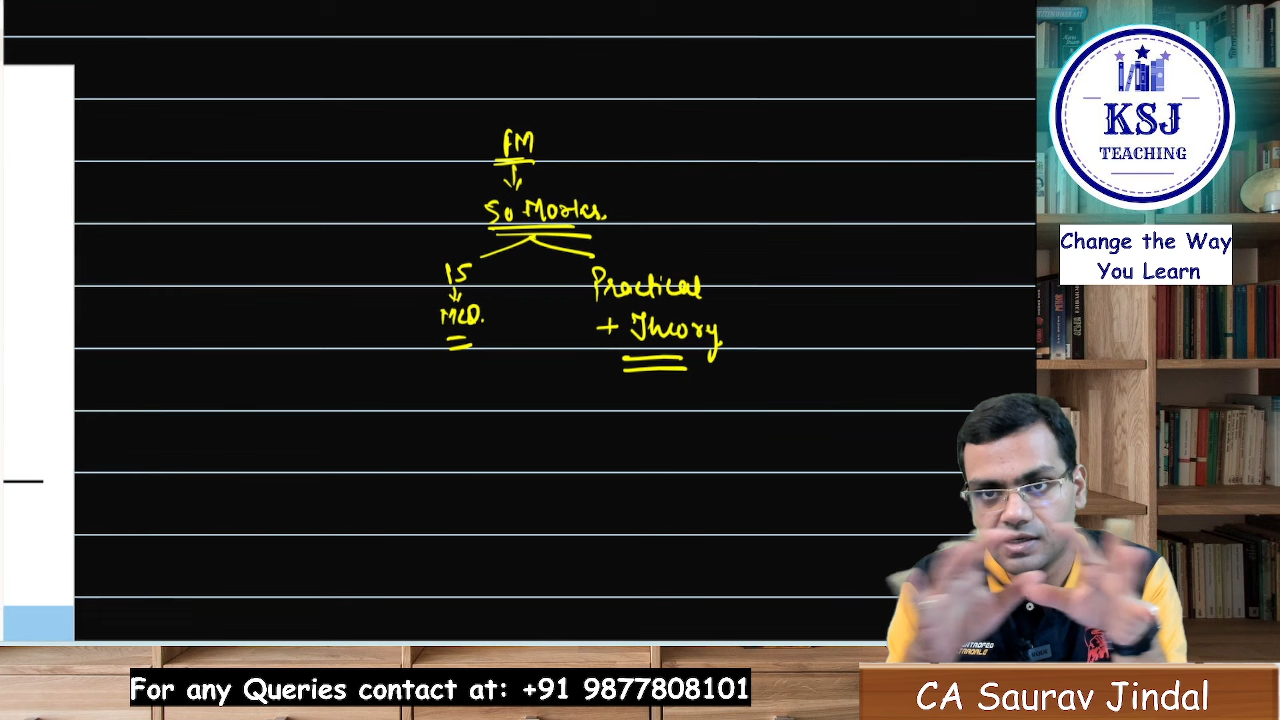 FM
50 Marks.
15
MCQ.
Practical
+ Theory
KSJ
TEACHING
Change the Way
You Learn
For any Queries contact at: +91 9877808101
CA Saurav Jindal